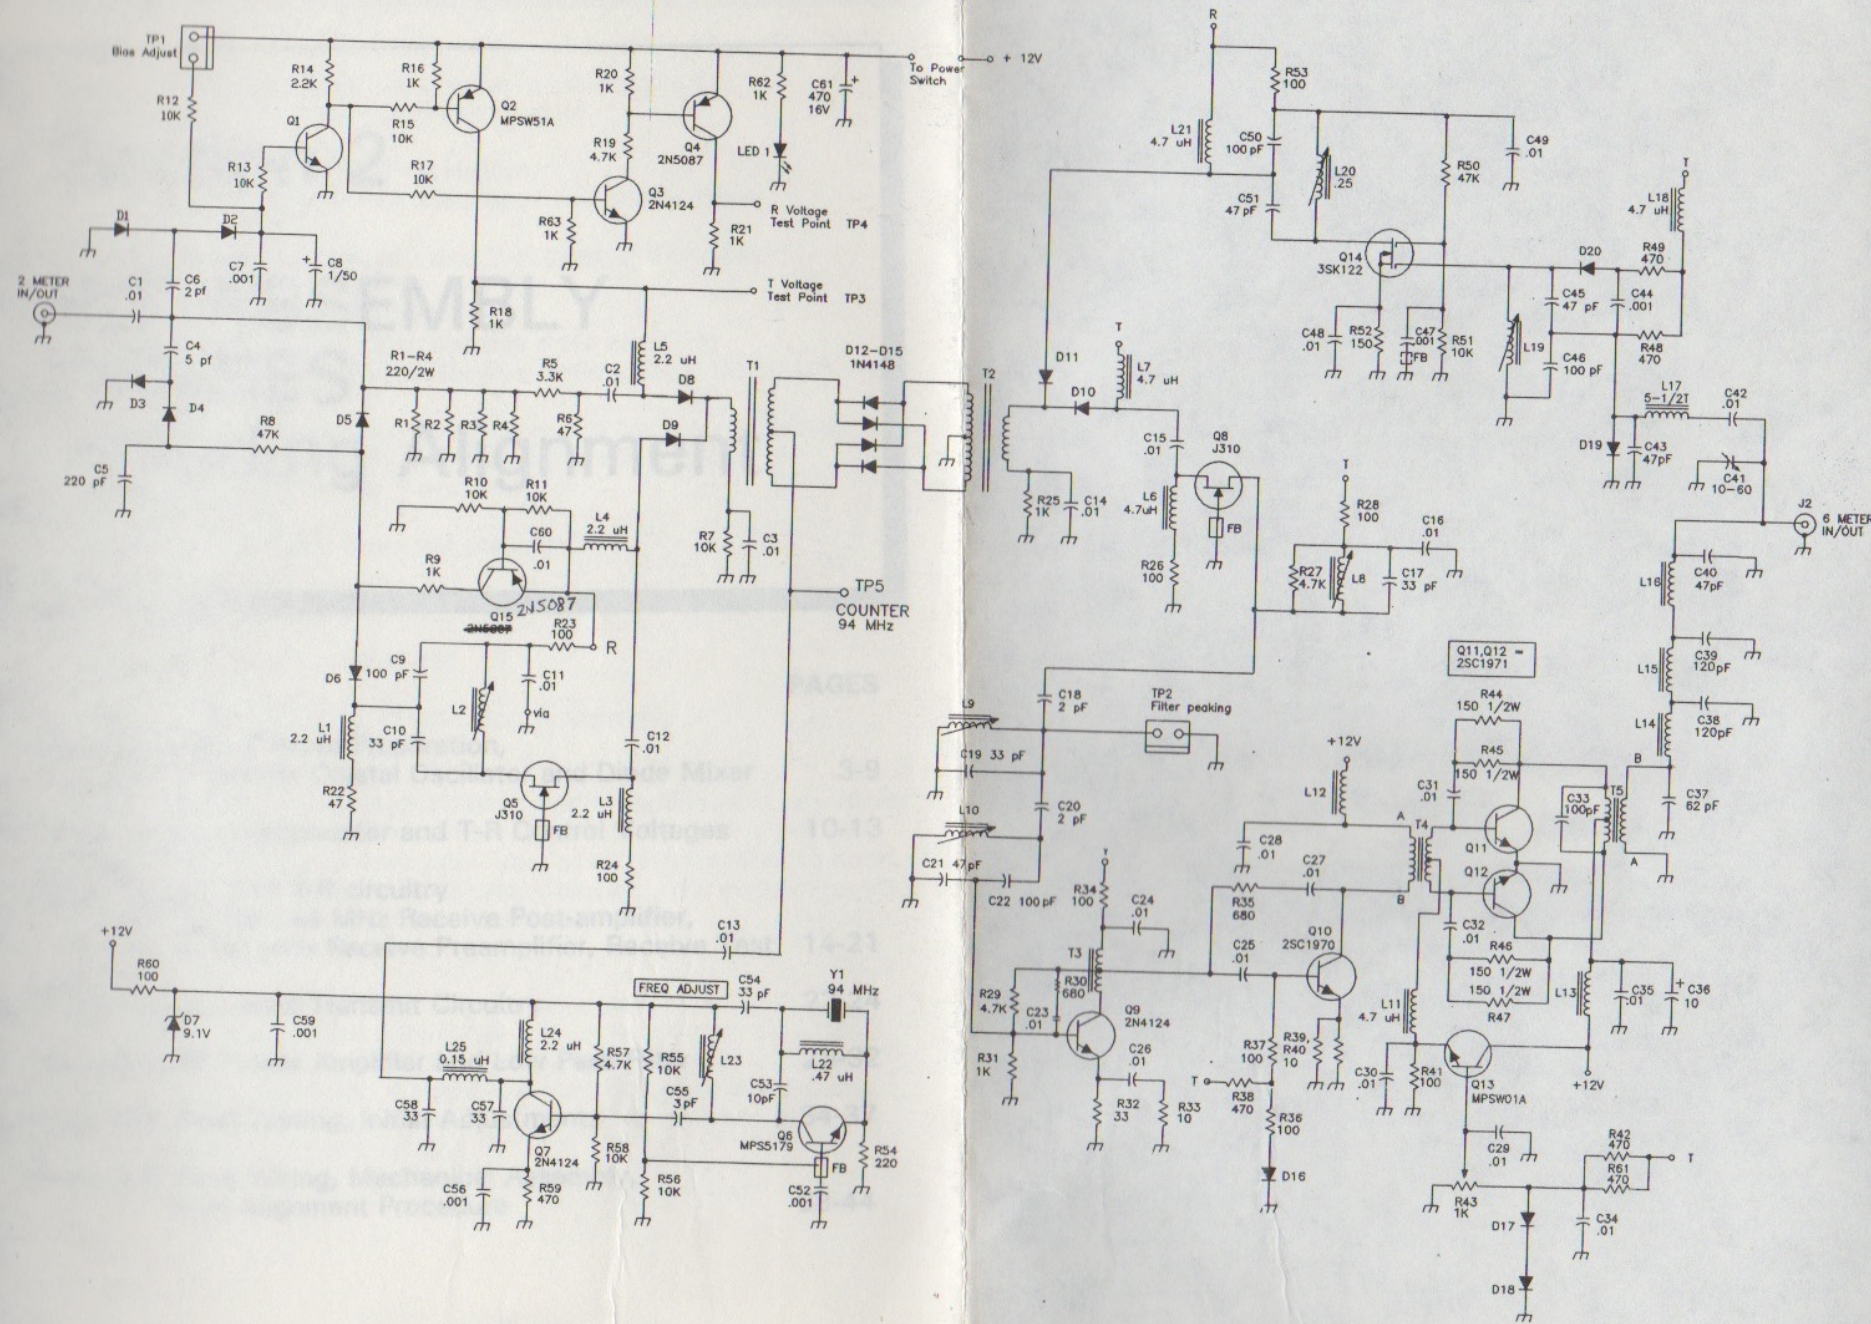 TP1
Bias Adjust
R12
10K
R14
2.2K
R16
1K
Q1
Q2
MPSW51A
R15
10K
R13
10K
R17
10K
R20
1K
R19
4.7K
Q4
2N5087
Q3
2N4124
R63
1K
R62
1K
LED 1
C61
470
16V
To Power
Switch
+ 12V
R Voltage
Test Point TP4
R21
1K
T Voltage
Test Point TP3
D1
D2
C7
.001
C8
1/50
+
+
2 METER
IN/OUT
C1
.01
C6
2 pf
C4
5 pf
D3
D4
C5
220 pF
R8
47K
D5
R18
1K
R1-R4
220/2W
R1
R2
R3
R4
R5
3.3K
R6
47
C2
.01
L5
2.2 uH
D8
D9
T1
D12-D15
1N4148
T2
R7
10K
C3
.01
R10
10K
R11
10K
C60
.01
L4
2.2 uH
R9
1K
Q15
2N5087
2N5087
R23
100
R
TP5
COUNTER
94 MHz
D6
C9
100 pF
L2
C11
.01
via
L1
2.2 uH
C10
33 pF
R22
47
Q5
J310
FB
L3
2.2 uH
C12
.01
R24
100
C13
.01
+12V
R60
100
D7
9.1V
C59
.001
L25
0.15 uH
L24
2.2 uH
C58
33
C57
33
Q7
2N4124
C56
.001
R59
470
R57
4.7K
R58
10K
R55
10K
R56
10K
FREQ ADJUST
L23
C55
3pF
C54
33 pF
Y1
94 MHz
C53
10pF
L22
.47 uH
Q6
MPS5179
FB
C52
.001
R54
220
R
L21
4.7 uH
R53
100
C50
100 pF
C51
47 pF
L20
.25
R50
47K
C49
.01
Q14
3SK122
C48
.01
R52
150
C47
.001
FB
R51
10K
T
L18
4.7 uH
R49
470
D20
C45
47 pF
C44
.001
L19
C46
100 pF
R48
470
L17
5-1/2T
C42
.01
D19
C43
47pF
C41
10-60
J2
6 METER
IN/OUT
D11
D10
T
L7
4.7 uH
R25
1K
C14
.01
C15
.01
Q8
J310
L6
4.7uH
FB
R26
100
T
R28
100
C16
.01
R27
4.7K
L8
C17
33 pF
L16
C40
47pF
L15
C39
120pF
L14
C38
120pF
C37
62 pF
Q11,Q12 =
2SC1971
R44
150 1/2W
R45
150 1/2W
L9
C18
2 pF
TP2
Filter peaking
C19 33 pF
L10
C20
2 pF
C21 47pF
C22 100pF
+12V
L12
C28
.01
C27
.01
R35
680
A
T4
B
C31
.01
Q11
Q12
C33
100pF
T5
B
A
C32
.01
R46
150 1/2W
150 1/2W
R47
T
R34
100
C24
.01
T3
R30
680
R29
4.7K
C23
.01
Q9
2N4124
R31
1K
C26
.01
R32
33
R33
10
C25
.01
Q10
2SC1970
R37
100
R39,
R40
10
T
R38
470
R36
100
D16
L11
4.7 uH
C30
.01
R41
100
Q13
MPSW01A
L13
C35
.01
+
C36
10
+12V
C29
.01
R43
1K
R42
470
R61
470
T
D17
C34
.01
D18